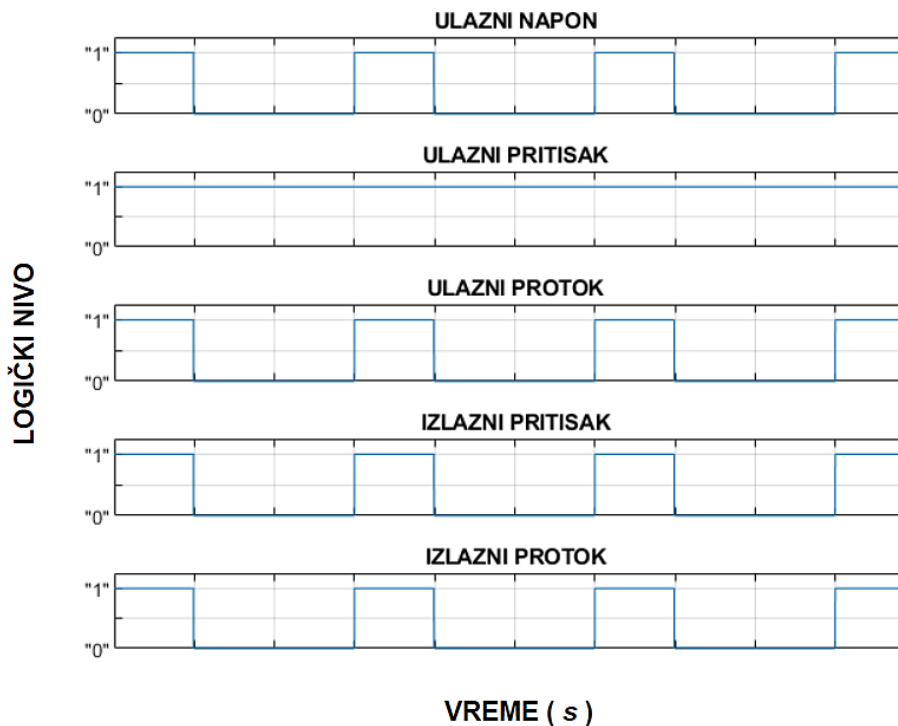 ULAZNI NAPON
"1"
"0"
ULAZNI PRITISAK
"1"
"0"
ULAZNI PROTOK
"1"
"0"
IZLAZNI PRITISAK
"1"
"0"
IZLAZNI PROTOK
"1"
"0"
LOGIČKI NIVO
VREME ( s )